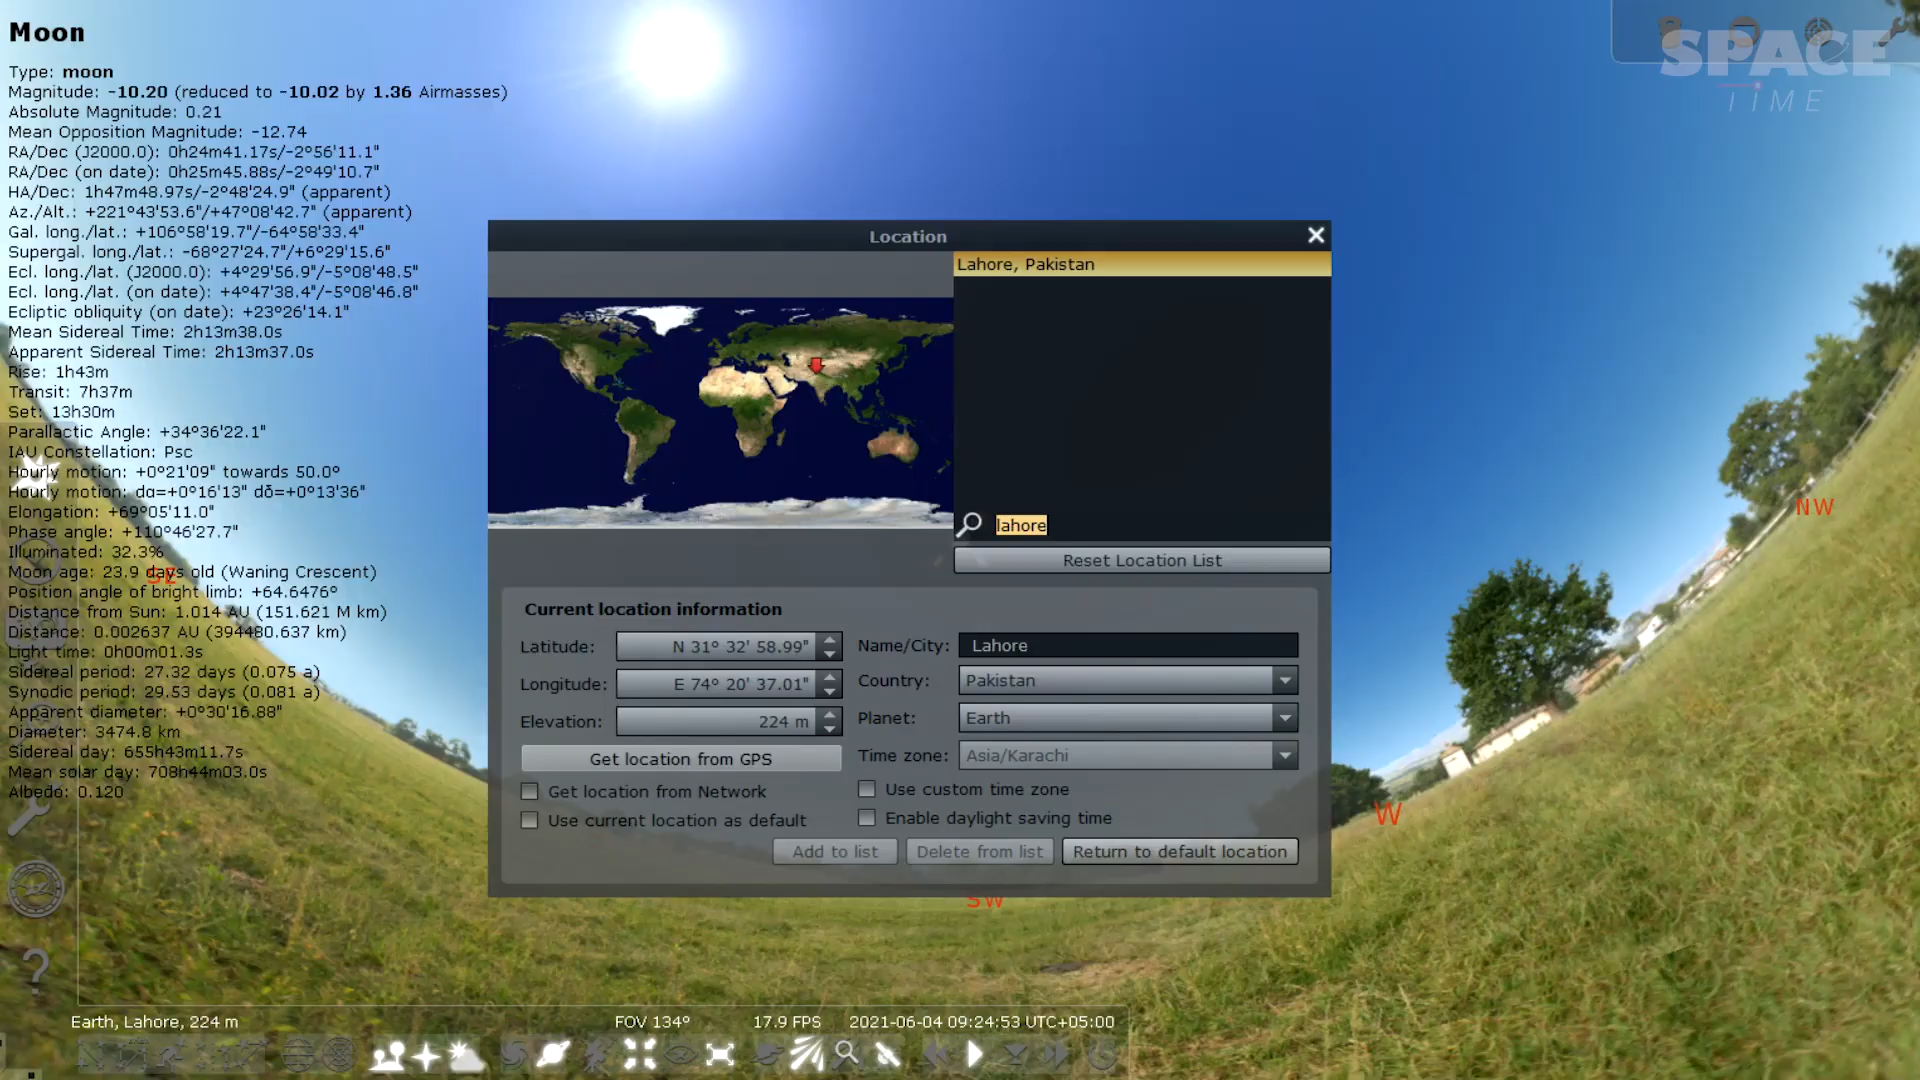 Moon
Type: moon
Magnitude: -10.20 (reduced to -10.02 by 1.36 Airmasses)
Absolute Magnitude: 0.21
Mean Opposition Magnitude: -12.74
RA/Dec (J2000.0): 0h24m41.17s/-2°56'11.1"
RA/Dec (on date): 0h25m45.88s/-2°49'10.7"
HA/Dec: 1h47m48.97s/-2°48'24.9" (apparent)
Az./Alt.: +221°43'53.6"/+47°08'42.7" (apparent)
Gal. long./lat.: +106°58'19.7"/-64°58'33.4"
Supergal. long./lat.: -68°27'24.7"/+6°29'15.6"
Ecl. long./lat. (J2000.0): +4°29'56.9"/-5°08'48.5"
Ecl. long./lat. (on date): +4°47'38.4"/-5°08'46.8"
Ecliptic obliquity (on date): +23°26'14.1"
Mean Sidereal Time: 2h13m38.0s
Apparent Sidereal Time: 2h13m37.0s
Rise: 1h43m
Transit: 7h37m
Set: 13h30m
Parallactic Angle: +34°36'22.1"
IAU Constellation: Psc
Hourly motion: +0°21'09" towards 50.0°
Hourly motion: dα=+0°16'13" dδ=+0°13'36"
Elongation: +69°05'11.0"
Phase angle: +110°46'27.7"
Illuminated: 32.3%
Moon age: 23.9 days old (Waning Crescent)
Position angle of bright limb: +64.6476°
Distance from Sun: 1.014 AU (151.621 M km)
Distance: 0.002637 AU (394480.637 km)
Light time: 0h00m01.3s
Sidereal period: 27.32 days (0.075 a)
Synodic period: 29.53 days (0.081 a)
Apparent diameter: +0°30'16.88"
Diameter: 3474.8 km
Sidereal day: 655h43m11.7s
Mean solar day: 708h44m03.0s
Albedo: 0.120
SPACE
TIME
Location
Lahore, Pakistan
lahore
Reset Location List
Current location information
Latitude: N 31° 32' 58.99"
Longitude: E 74° 20' 37.01"
Elevation: 224 m
Get location from GPS
Get location from Network
Use current location as default
Name/City: Lahore
Country: Pakistan
Planet: Earth
Time zone: Asia/Karachi
Use custom time zone
Enable daylight saving time
Add to list Delete from list Return to default location
SE
SW
W
NW
Earth, Lahore, 224 m FOV 134° 17.9 FPS 2021-06-04 09:24:53 UTC+05:00